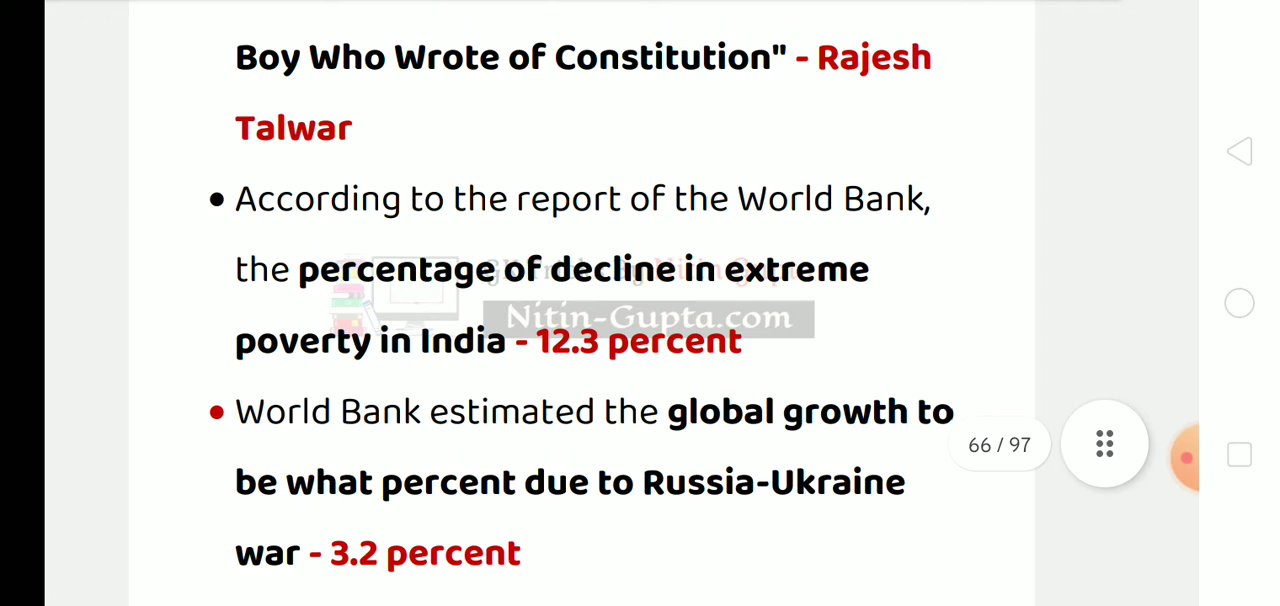 Boy Who Wrote of Constitution" - Rajesh
Talwar
• According to the report of the World Bank,
the percentage of decline in extreme
Nitin-Gupta.com
poverty in India - 12.3 percent
• World Bank estimated the global growth to
66 / 97
be what percent due to Russia-Ukraine
war - 3.2 percent